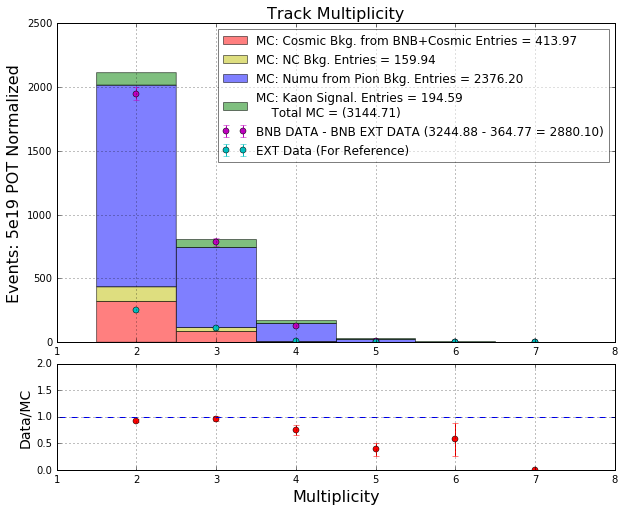 Track Multiplicity
Events: 5e19 POT Normalized
2500
2000
1500
1000
500
0
MC: Cosmic Bkg. from BNB+Cosmic Entries = 413.97
MC: NC Bkg. Entries = 159.94
MC: Numu from Pion Bkg. Entries = 2376.20
MC: Kaon Signal. Entries = 194.59
Total MC = (3144.71)
BNB DATA - BNB EXT DATA (3244.88 - 364.77 = 2880.10)
EXT Data (For Reference)
1 2 3 4 5 6 7 8
Data/MC
2.0
1.5
1.0
0.5
0.0
1 2 3 4 5 6 7 8
Multiplicity